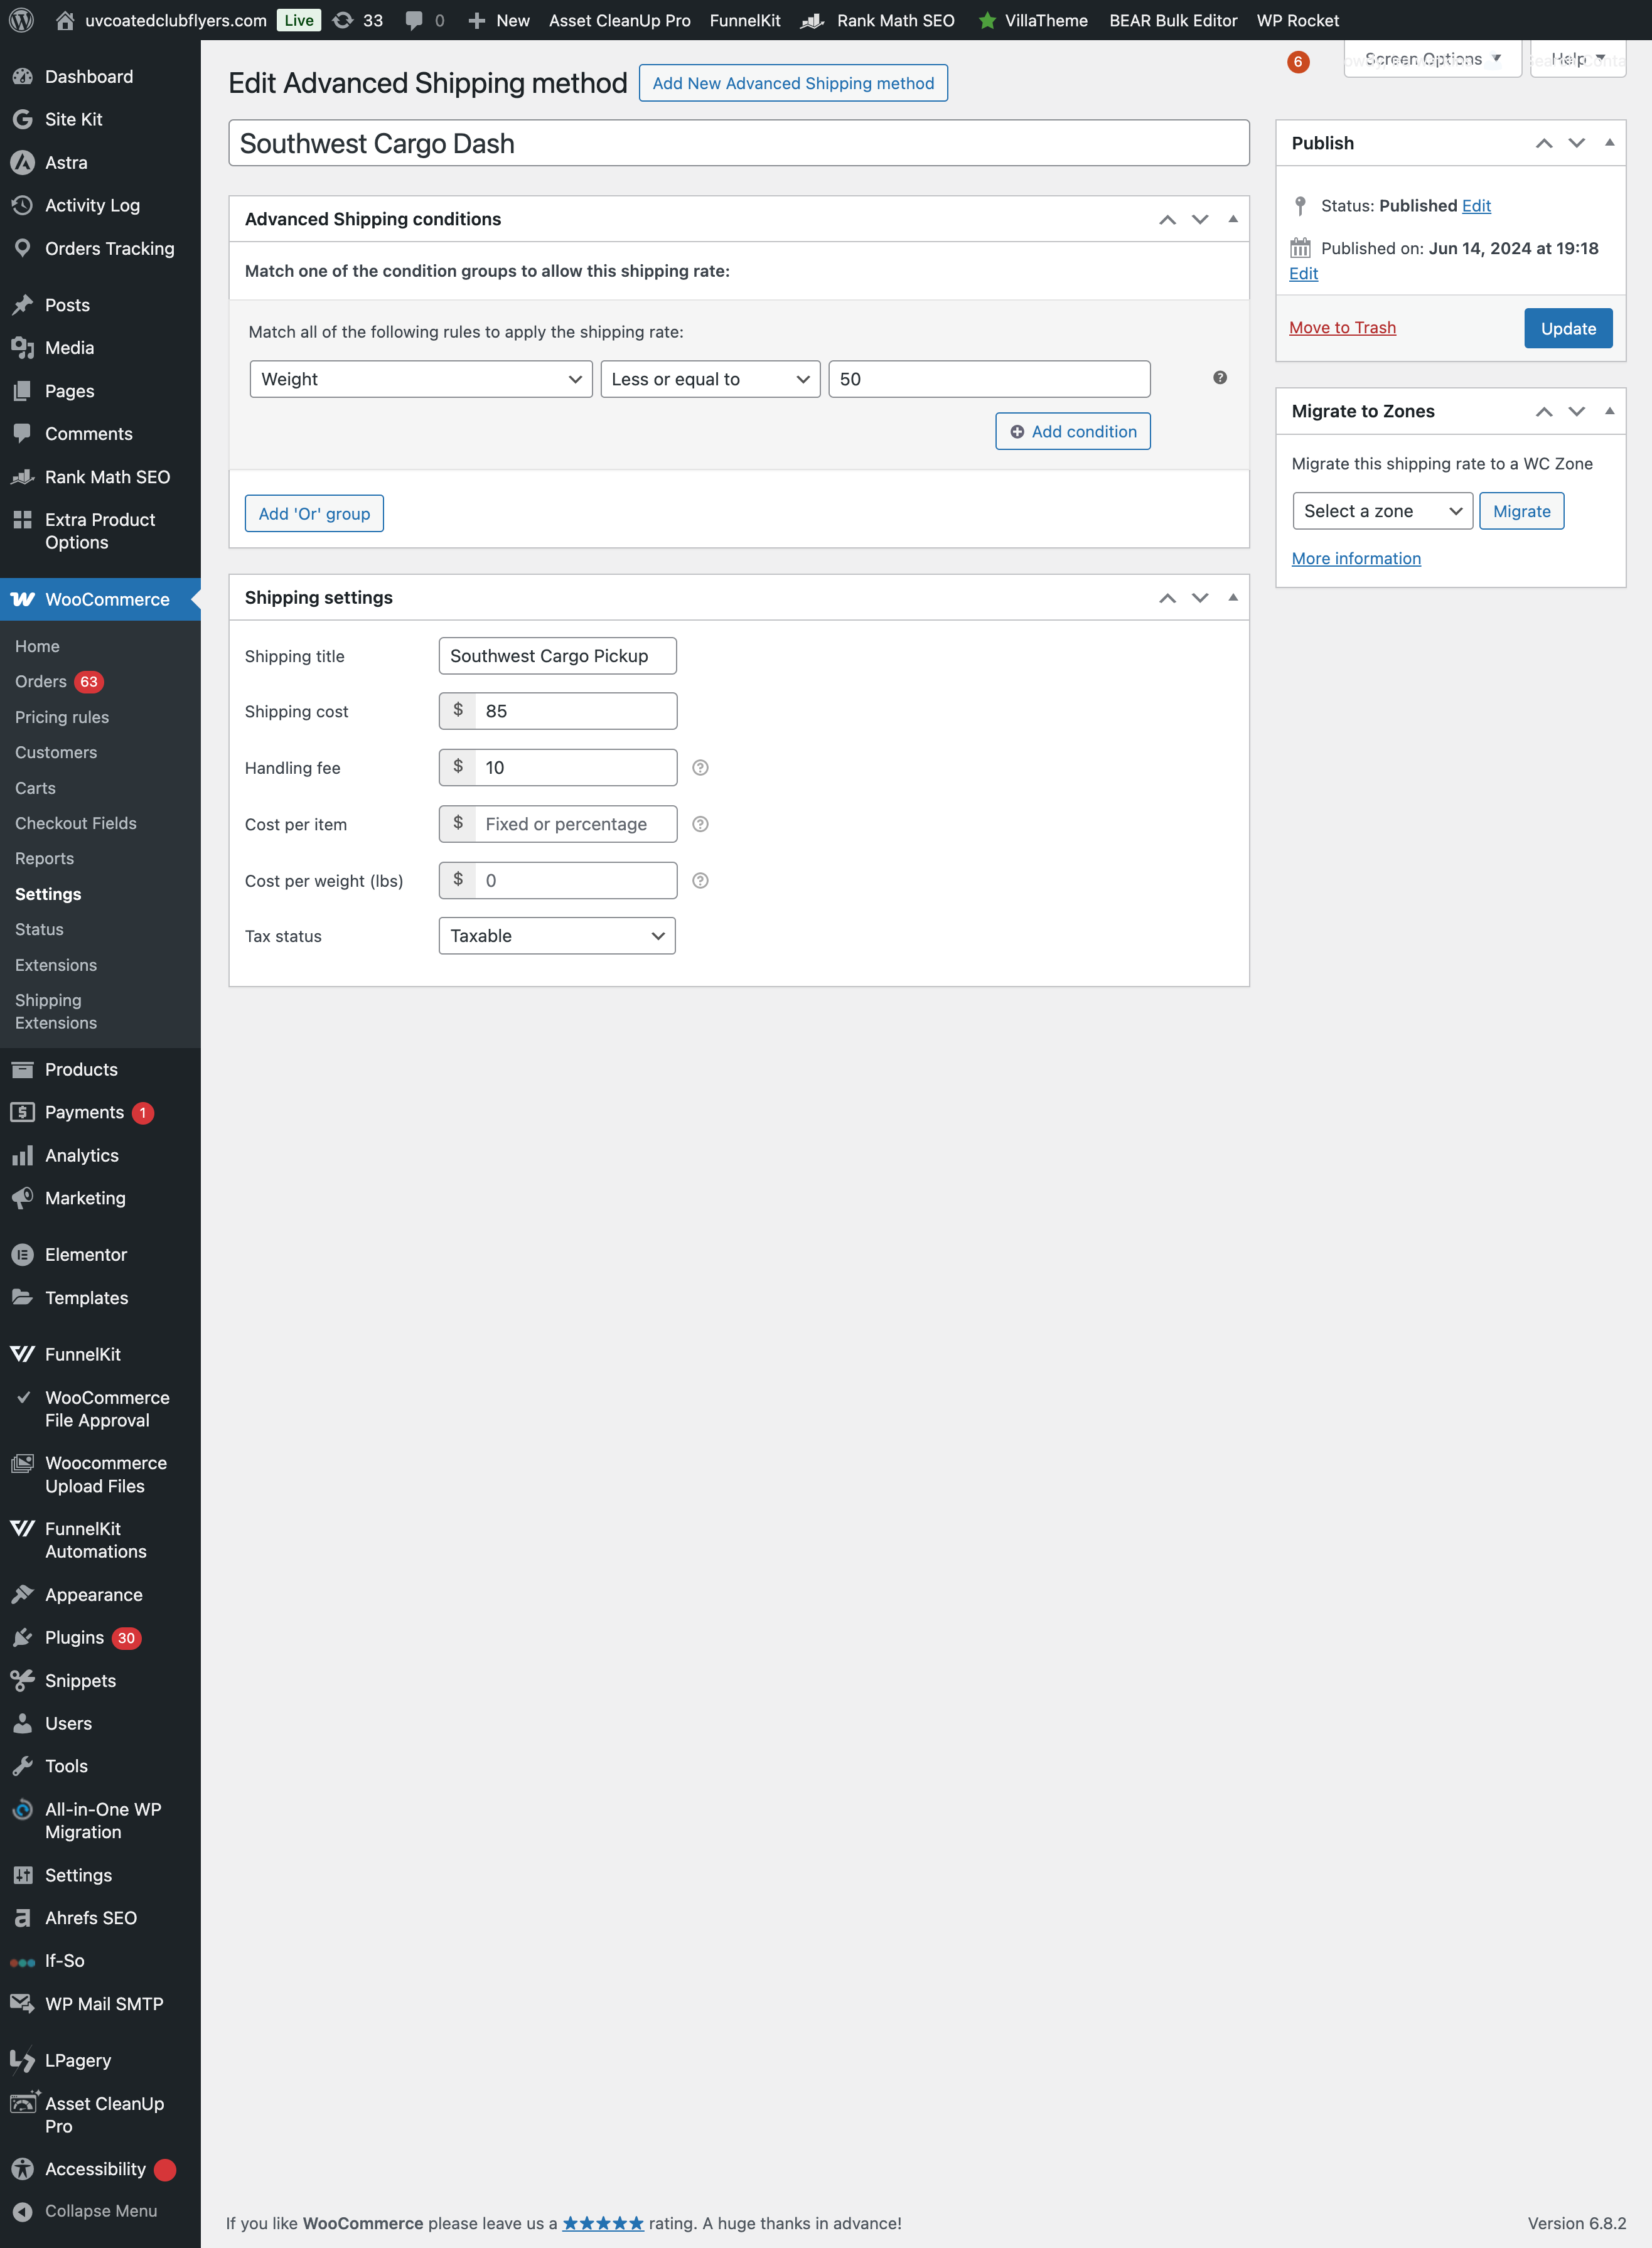 uvcoatedclubflyers.com Live 33 0 New Asset CleanUp Pro FunnelKit Rank Math SEO VillaTheme BEAR Bulk Editor WP Rocket
6
Screen Options ▼
Help ▼
Dashboard
Site Kit
Astra
Activity Log
Orders Tracking
Posts
Media
Pages
Comments
Rank Math SEO
Extra Product
Options
WooCommerce
Home
Orders 63
Pricing rules
Customers
Carts
Checkout Fields
Reports
Settings
Status
Extensions
Shipping
Extensions
Products
Payments 1
Analytics
Marketing
Elementor
Templates
FunnelKit
WooCommerce
File Approval
Woocommerce
Upload Files
FunnelKit
Automations
Appearance
Plugins 30
Snippets
Users
Tools
All-in-One WP
Migration
Settings
Ahrefs SEO
If-So
WP Mail SMTP
LPagery
Asset CleanUp
Pro
Accessibility
Collapse Menu
Edit Advanced Shipping method Add New Advanced Shipping method
Southwest Cargo Dash
Advanced Shipping conditions
Match one of the condition groups to allow this shipping rate:
Match all of the following rules to apply the shipping rate:
Weight Less or equal to 50
Add condition
Add 'Or' group
Shipping settings
Shipping title Southwest Cargo Pickup
Shipping cost $ 85
Handling fee $ 10
Cost per item $ Fixed or percentage
Cost per weight (lbs) $ 0
Tax status Taxable
Publish
Status: Published Edit
Published on: Jun 14, 2024 at 19:18
Edit
Move to Trash Update
Migrate to Zones
Migrate this shipping rate to a WC Zone
Select a zone Migrate
More information
If you like WooCommerce please leave us a ★★★★★ rating. A huge thanks in advance!
Version 6.8.2